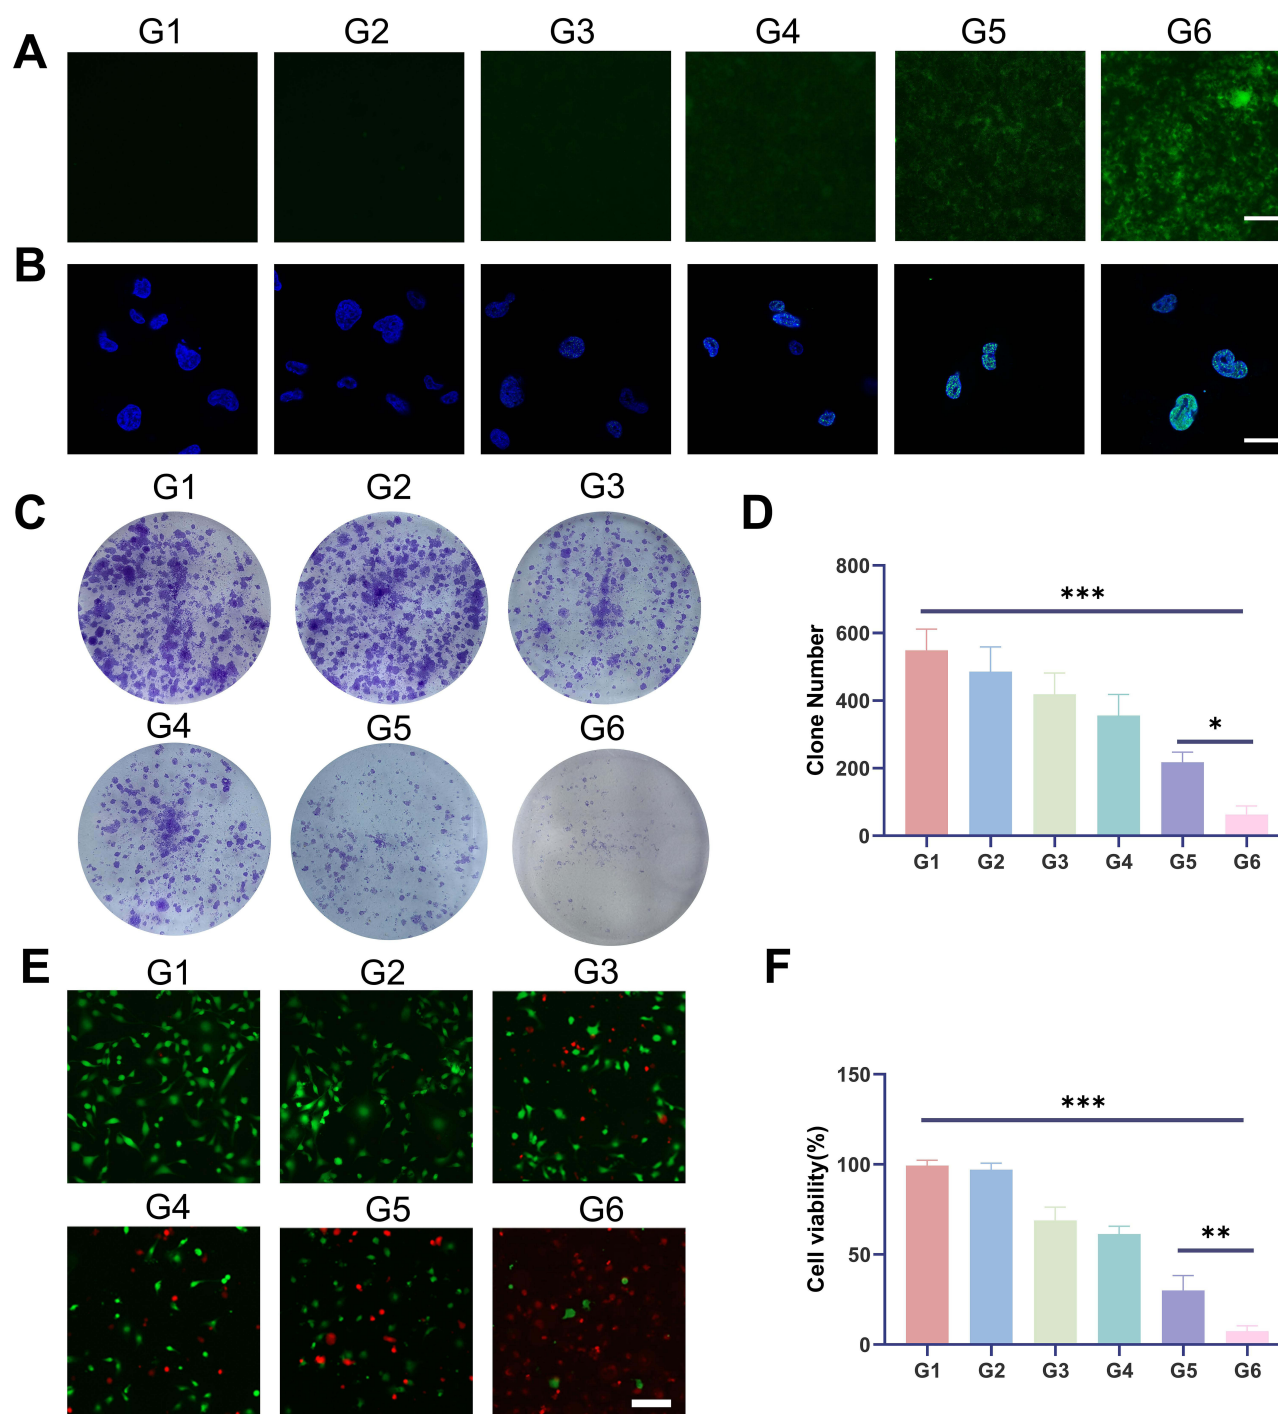 A
G1 G2 G3 G4 G5 G6
B
C
G1 G2 G3
G4 G5 G6
D
Clone Number
800
600
400
200
0
***
*
G1 G2 G3 G4 G5 G6
E
G1 G2 G3
G4 G5 G6
F
Cell viability(%)
150
100
50
0
***
**
G1 G2 G3 G4 G5 G6